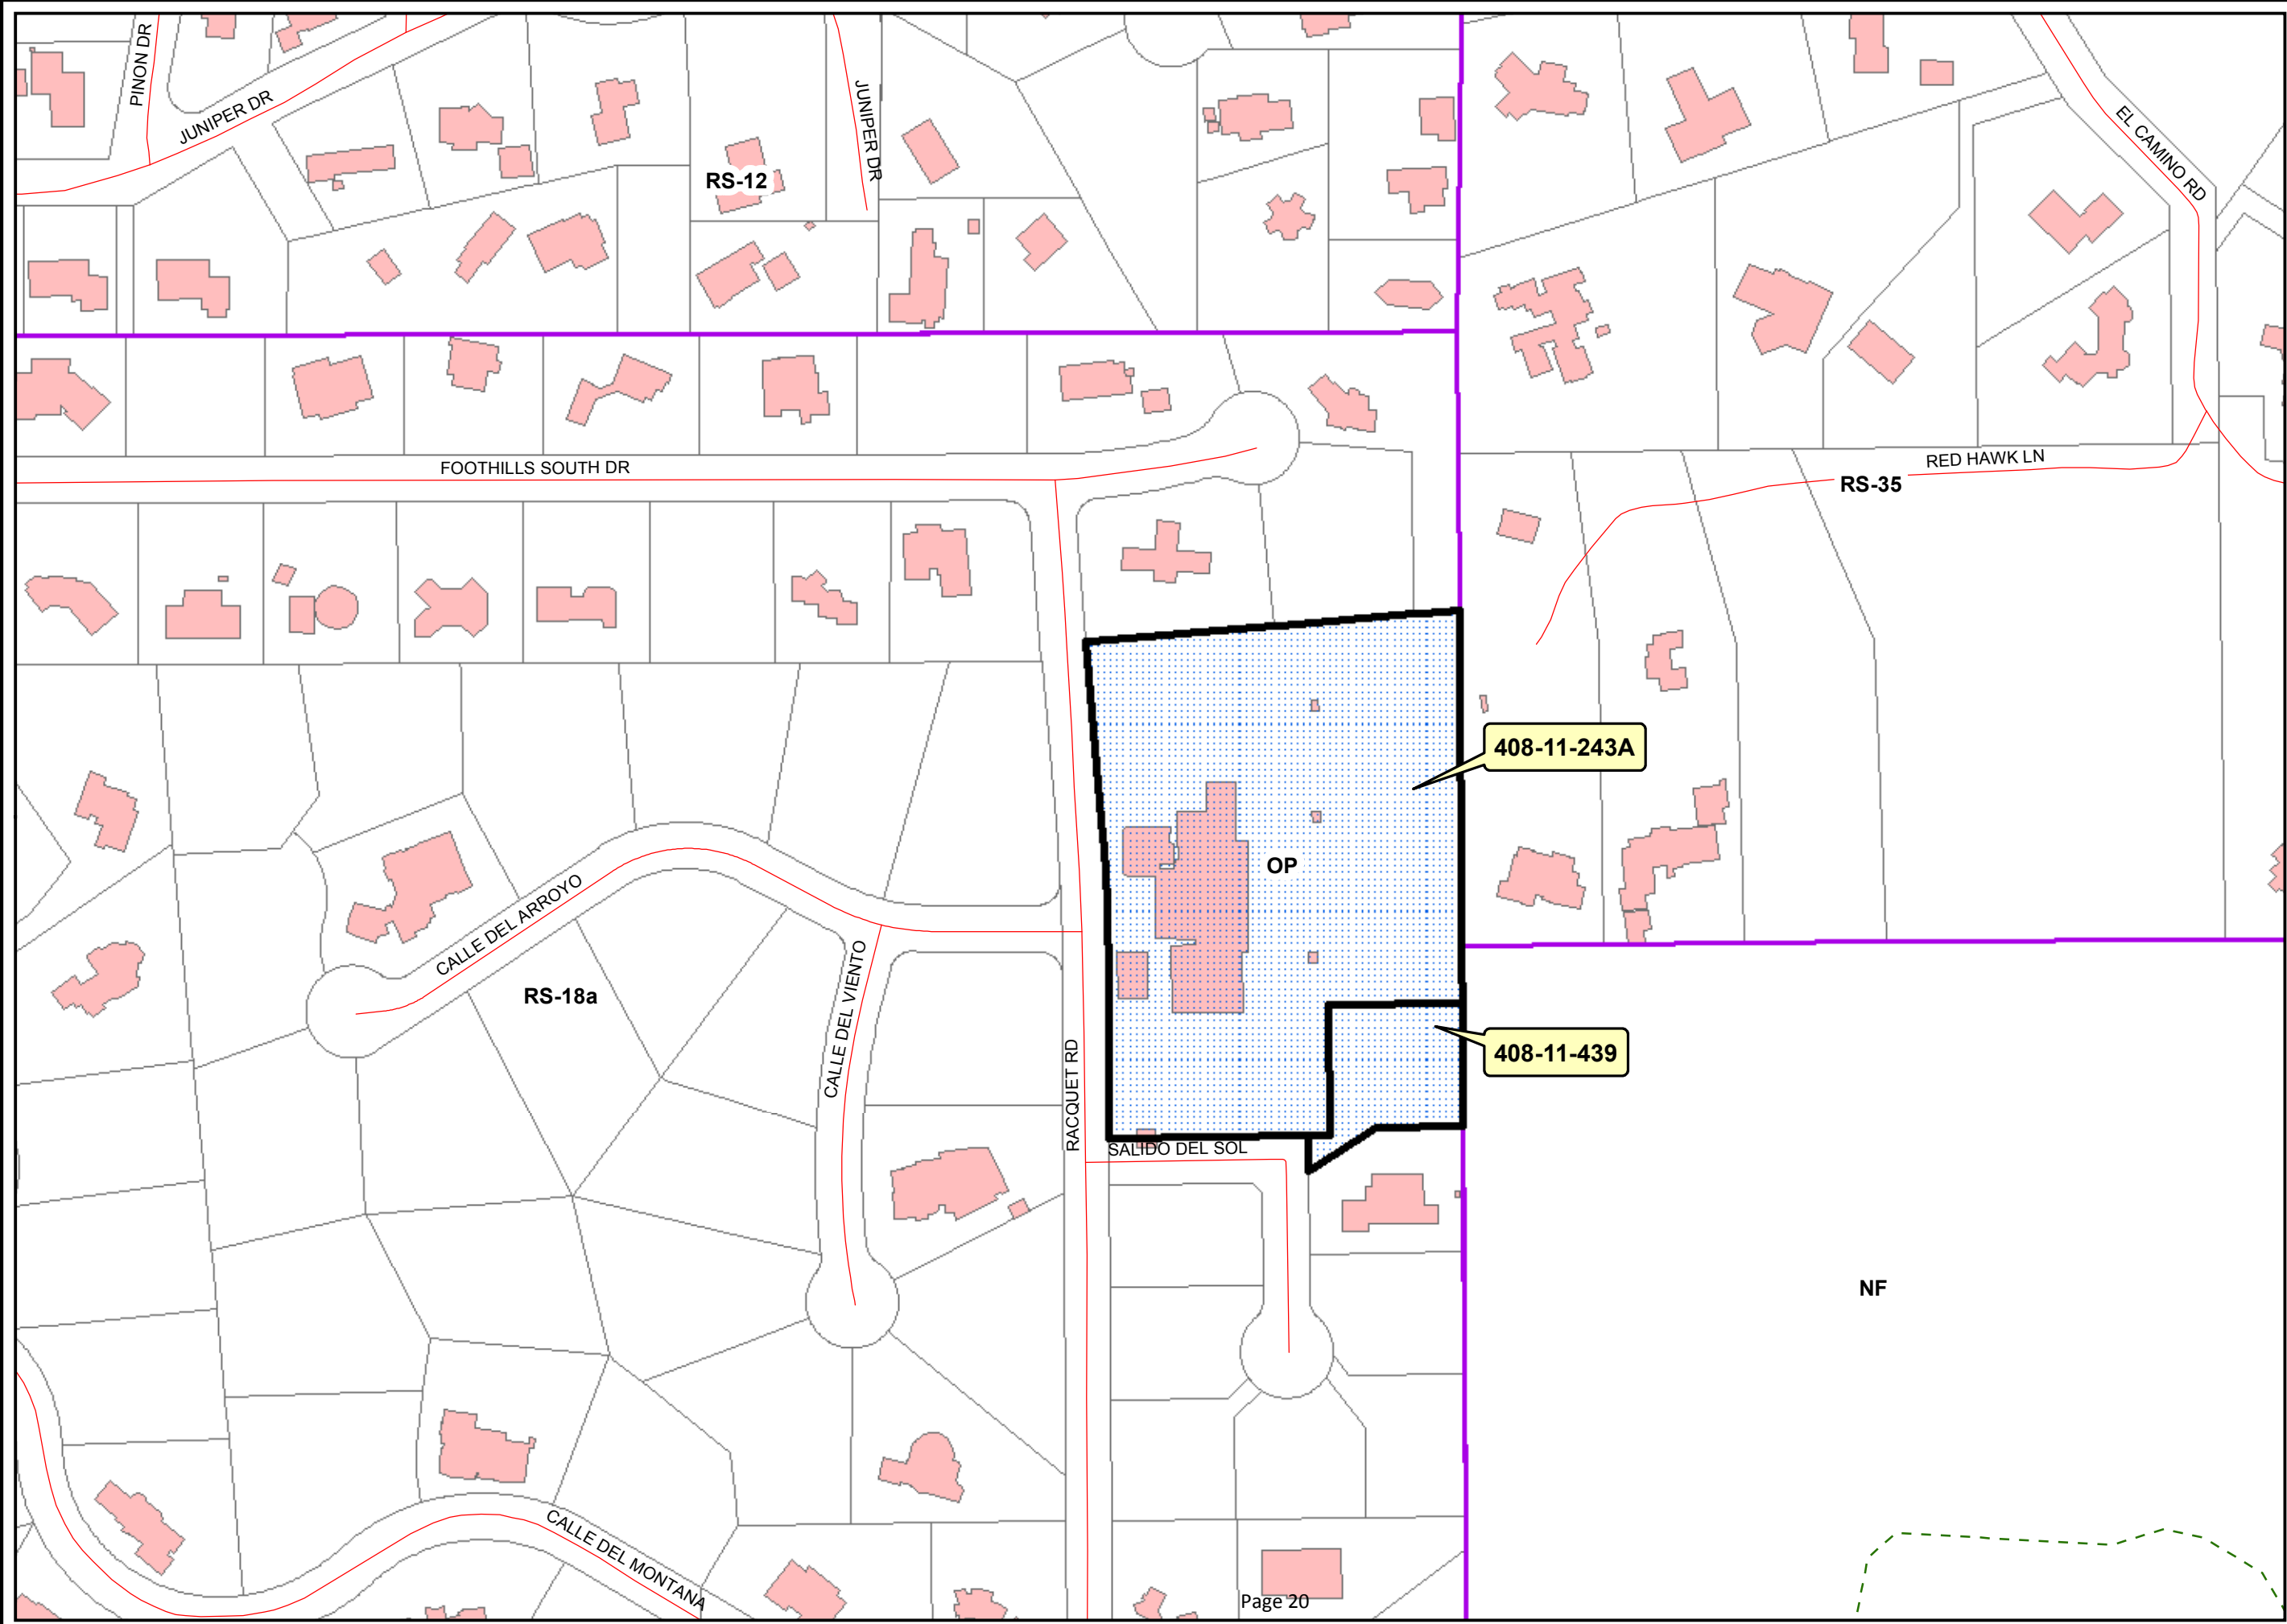 PINON DR
JUNIPER DR
JUNIPER DR
RS-12
EL CAMINO RD
FOOTHILLS SOUTH DR
RED HAWK LN
RS-35
408-11-243A
OP
CALLE DEL ARROYO
RS-18a
CALLE DEL VIENTO
RACQUET RD
408-11-439
SALIDO DEL SOL
NF
CALLE DEL MONTANA
Page 20